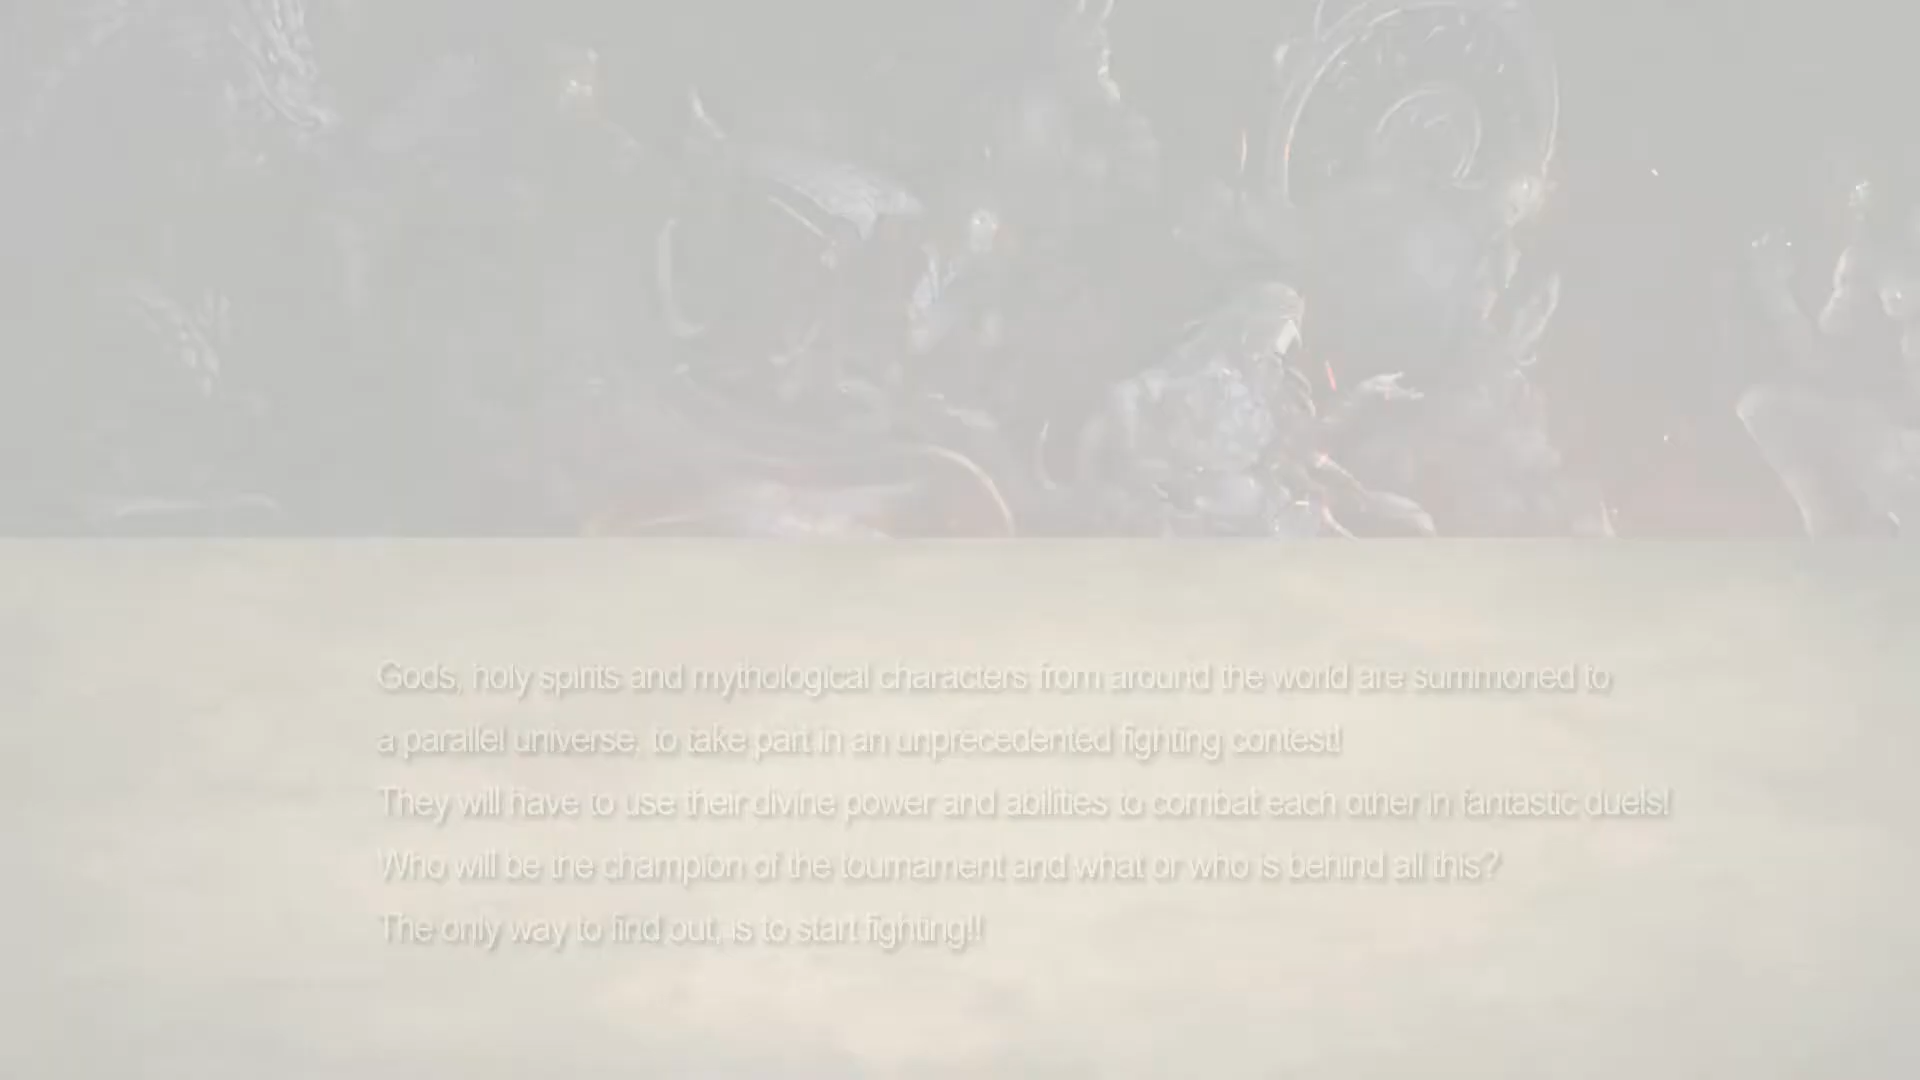 Gods, holy spirits and mythological characters from around the world are summoned to
a parallel universe, to take part in an unprecedented fighting contest!
They will have to use their divine power and abilities to combat each other in fantastic duels!
Who will be the champion of the tournament and what or who is behind all this?
The only way to find out, is to start fighting!!